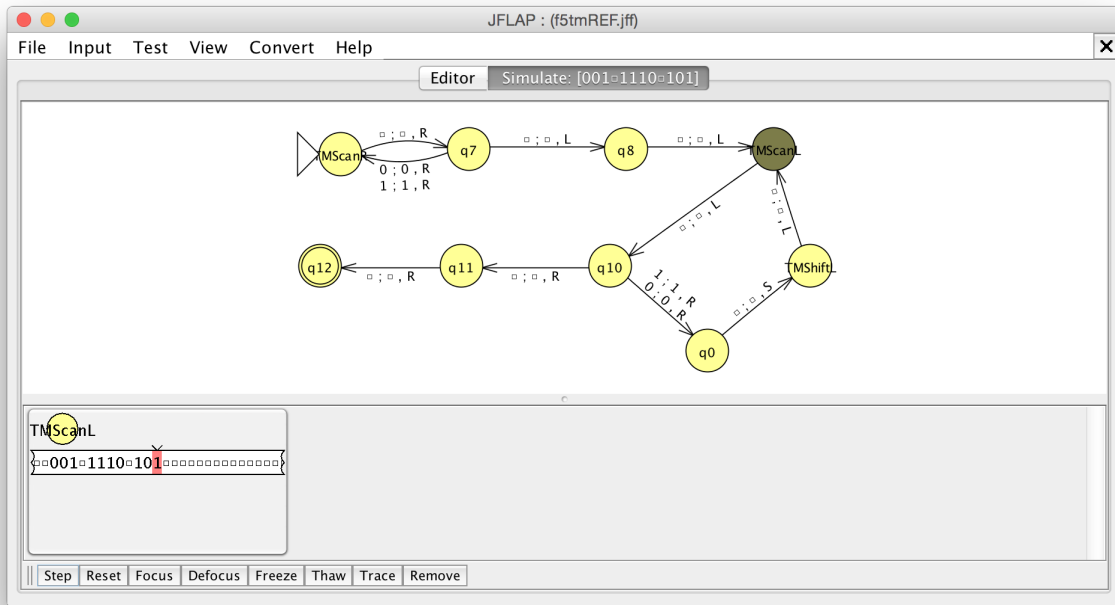 JFLAP : (f5tmREF.jff)
File Input Test View Convert Help
Editor Simulate: [001□1110□101]
□ ; □ , R
□ ; □ , L
□ ; □ , L
TMScanR
q7
q8
TMScanL
0 ; 0 , R
1 ; 1 , R
□ ; □ , L
□ ; □ , L
q12
□ ; □ , R
q11
□ ; □ , R
q10
TMShiftL
1 ; 1 , R
0 ; 0 , R
□ ; □ , S
q0
TMScanL
□□001□1110□101□□□□□□□□□□□□□□
Step Reset Focus Defocus Freeze Thaw Trace Remove